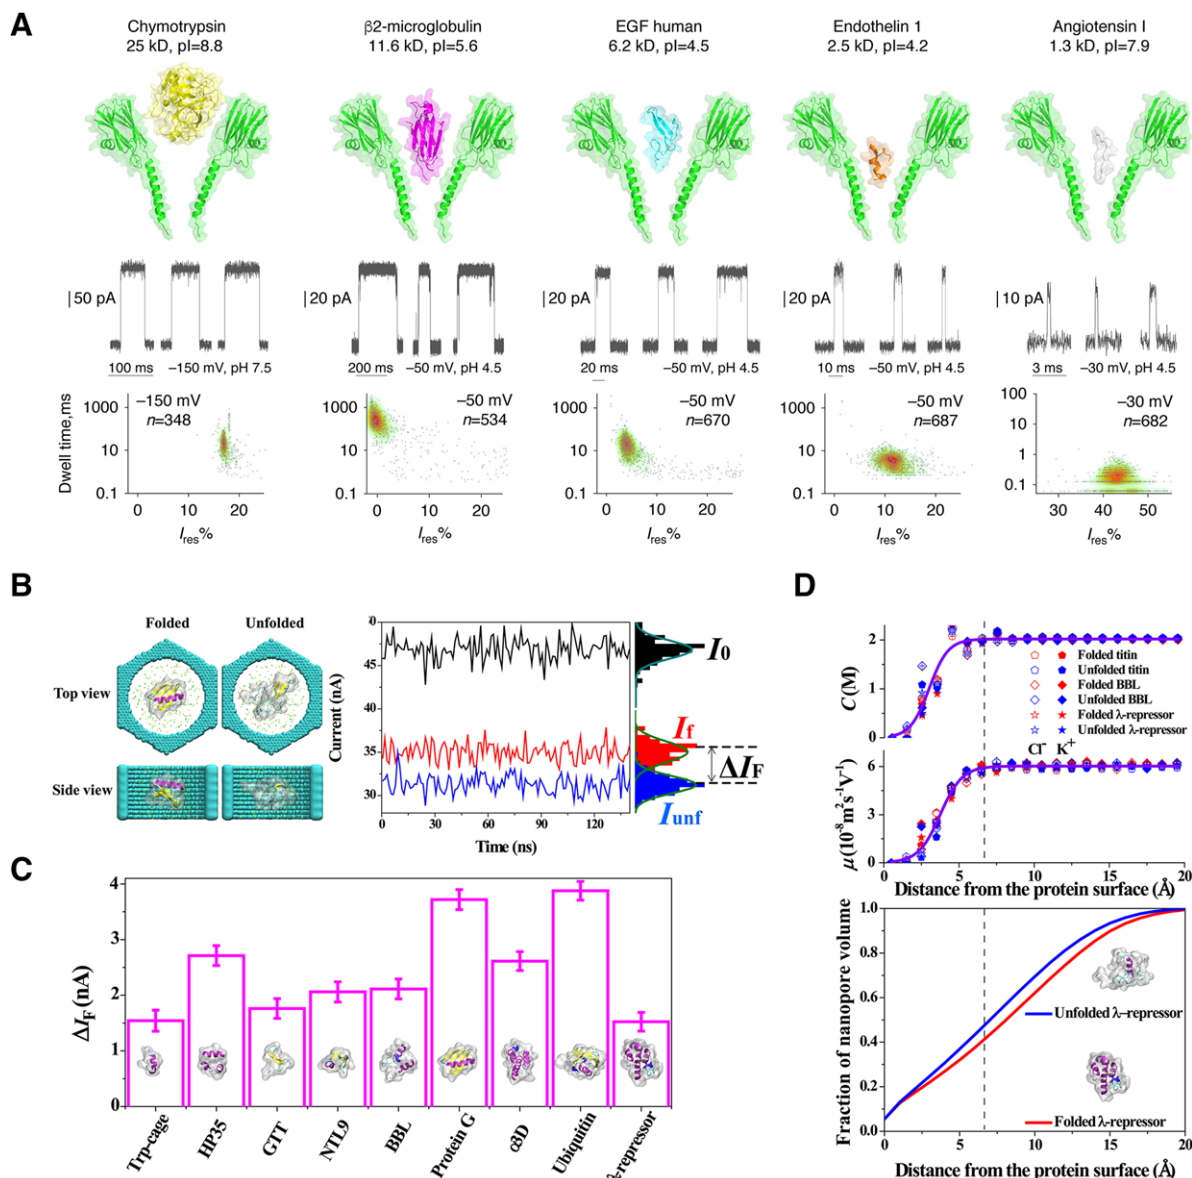 A
Chymotrypsin
25 kD, pI=8.8
β2-microglobulin
11.6 kD, pI=5.6
EGF human
6.2 kD, pI=4.5
Endothelin 1
2.5 kD, pI=4.2
Angiotensin I
1.3 kD, pI=7.9
50 pA
100 ms
−150 mV, pH 7.5
20 pA
200 ms
−50 mV, pH 4.5
20 pA
20 ms
−50 mV, pH 4.5
20 pA
10 ms
−50 mV, pH 4.5
10 pA
3 ms
−30 mV, pH 4.5
Dwell time,ms
1000
10
0.1
−150 mV
n=348
0 10 20
Ires%
1000
10
0.1
−50 mV
n=534
0 10 20
Ires%
1000
10
0.1
−50 mV
n=670
0 10 20
Ires%
1000
10
0.1
−50 mV
n=687
0 10 20
Ires%
100
10
1
0.1
−30 mV
n=682
30 40 50
Ires%
B
Folded
Unfolded
Top view
Side view
Current (nA)
45
35
30
0 30 60 90 120
Time (ns)
I0
If
ΔIF
Iunf
C
ΔIF (nA)
4
3
2
1
0
Trp-cage
HP35
GTT
NTL9
BBL
Protein G
α3D
Ubiquitin
λ-repressor
D
C(M)
2
1
0
Folded titin
Unfolded titin
Folded BBL
Unfolded BBL
Folded λ-repressor
Unfolded λ-repressor
Cl- K+
μ(10-8m2s-1V-1)
6
3
0
0 5 10 15 20
Distance from the protein surface (Å)
Fraction of nanopore volume
1.0
0.8
0.6
0.4
0.2
0.0
Unfolded λ-repressor
Folded λ-repressor
0 5 10 15 20
Distance from the protein surface (Å)